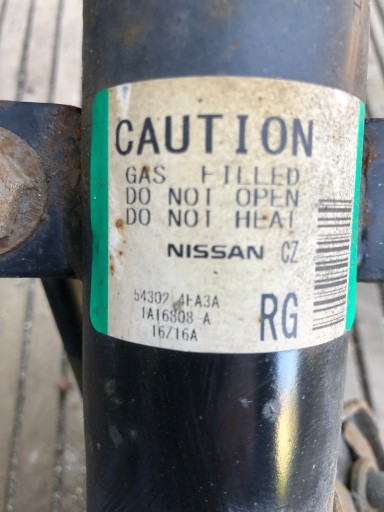 CAUTION
GAS FILLED
DO NOT OPEN
DO NOT HEAT
NISSAN CZ
54302 4FA3A
1A16808-A
16Z16A
RG